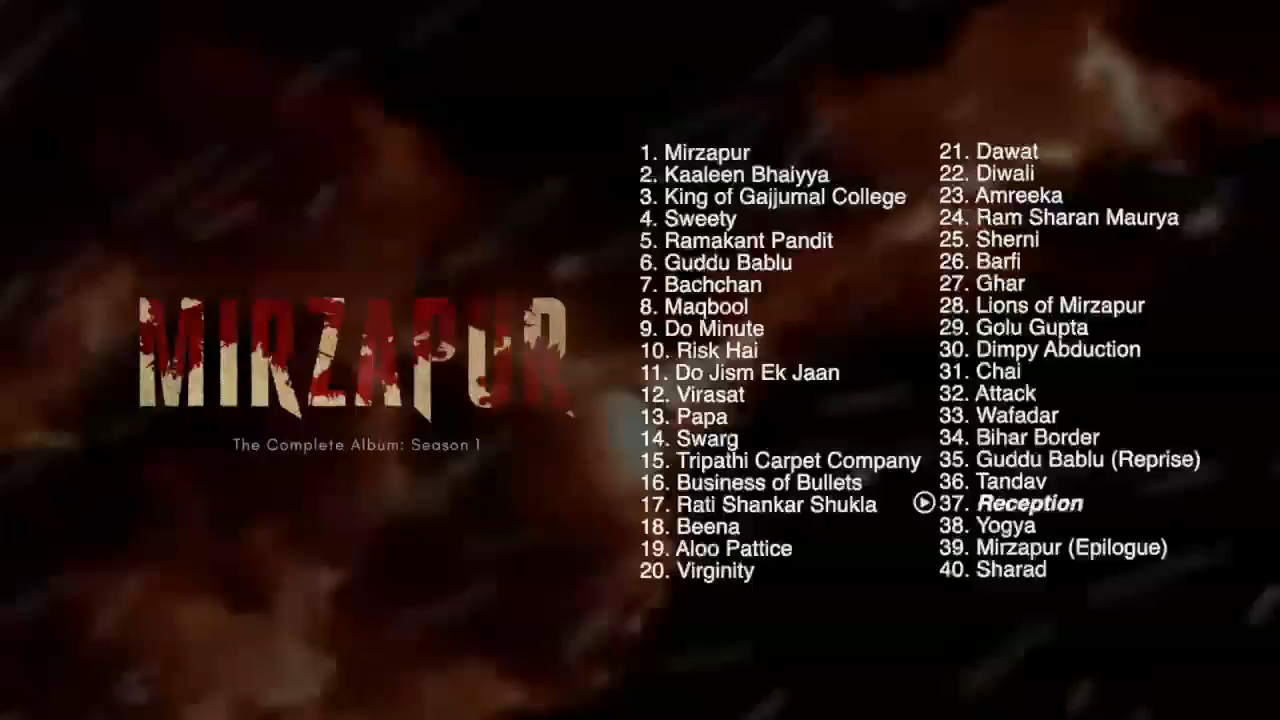 MIRZAPUR
The Complete Album: Season 1
1. Mirzapur
2. Kaaleen Bhaiyya
3. King of Gajjumal College
4. Sweety
5. Ramakant Pandit
6. Guddu Bablu
7. Bachchan
8. Maqbool
9. Do Minute
10. Risk Hai
11. Do Jism Ek Jaan
12. Virasat
13. Papa
14. Swarg
15. Tripathi Carpet Company
16. Business of Bullets
17. Rati Shankar Shukla
18. Beena
19. Aloo Pattice
20. Virginity
21. Dawat
22. Diwali
23. Amreeka
24. Ram Sharan Maurya
25. Sherni
26. Barfi
27. Ghar
28. Lions of Mirzapur
29. Golu Gupta
30. Dimpy Abduction
31. Chai
32. Attack
33. Wafadar
34. Bihar Border
35. Guddu Bablu (Reprise)
36. Tandav
37. Reception
38. Yogya
39. Mirzapur (Epilogue)
40. Sharad